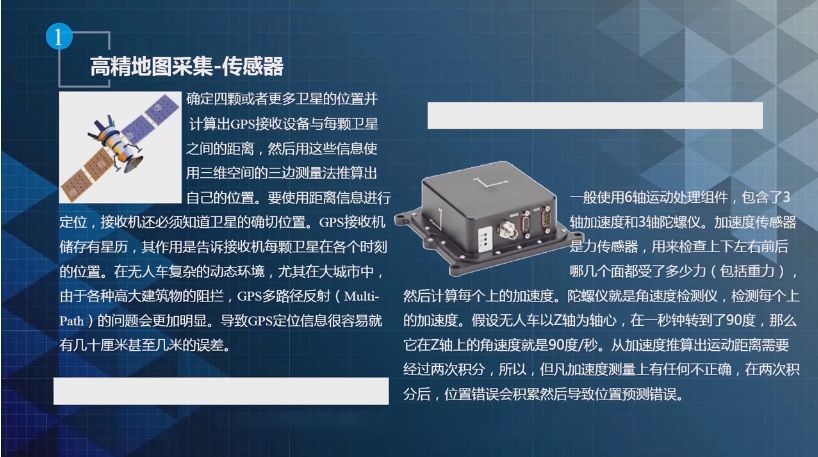 1
高精地图采集-传感器
确定四颗或者更多卫星的位置并
计算出GPS接收设备与每颗卫星
之间的距离，然后用这些信息使
用三维空间的三边测量法推算出
自己的位置。要使用距离信息进行
定位，接收机还必须知道卫星的确切位置。GPS接收机
储存有星历，其作用是告诉接收机每颗卫星在各个时刻
的位置。在无人车复杂的动态环境，尤其在大城市中，
由于各种高大建筑物的阻拦，GPS多路径反射（Multi-
Path）的问题会更加明显。导致GPS定位信息很容易就
有几十厘米甚至几米的误差。
一般使用6轴运动处理组件，包含了3
轴加速度和3轴陀螺仪。加速度传感器
是力传感器，用来检查上下左右前后
哪几个面都受了多少力（包括重力），
然后计算每个上的加速度。陀螺仪就是角速度检测仪，检测每个上
的加速度。假设无人车以Z轴为轴心，在一秒钟转到了90度，那么
它在Z轴上的角速度就是90度/秒。从加速度推算出运动距离需要
经过两次积分，所以，但凡加速度测量上有任何不正确，在两次积
分后，位置错误会积累然后导致位置预测错误。